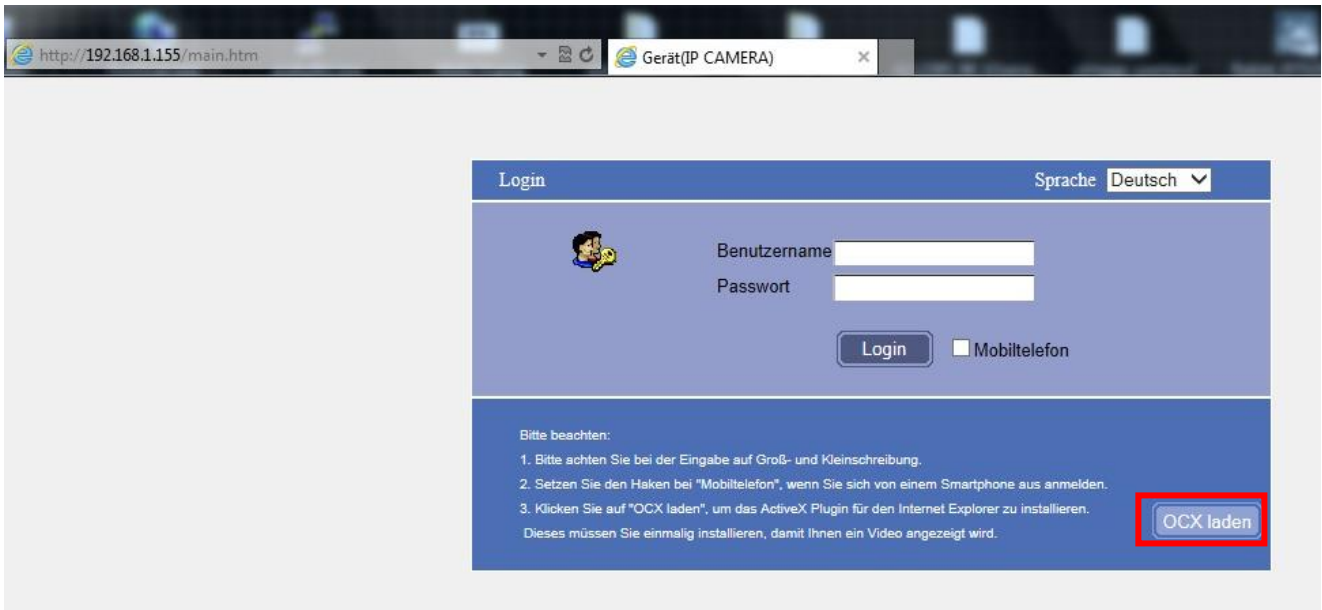 http://192.168.1.155/main.htm
Gerät(IP CAMERA)
Login
Sprache Deutsch
Benutzername
Passwort
Login
Mobiltelefon
Bitte beachten:
1. Bitte achten Sie bei der Eingabe auf Groß- und Kleinschreibung.
2. Setzen Sie den Haken bei "Mobiltelefon", wenn Sie sich von einem Smartphone aus anmelden.
3. Klicken Sie auf "OCX laden", um das ActiveX Plugin für den Internet Explorer zu installieren.
Dieses müssen Sie einmalig installieren, damit Ihnen ein Video angezeigt wird.
OCX laden